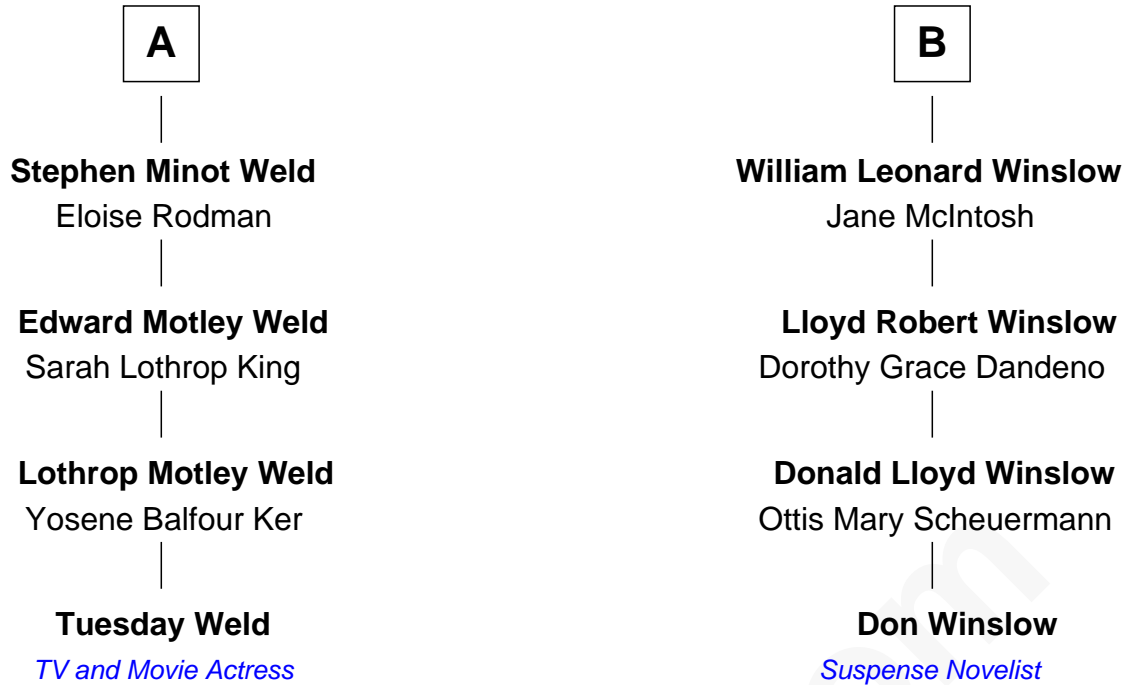 A
Stephen Minot Weld
Eloise Rodman
Edward Motley Weld
Sarah Lothrop King
Lothrop Motley Weld
Yosene Balfour Ker
Tuesday Weld
TV and Movie Actress
B
William Leonard Winslow
Jane McIntosh
Lloyd Robert Winslow
Dorothy Grace Dandeno
Donald Lloyd Winslow
Ottis Mary Scheuermann
Don Winslow
Suspense Novelist